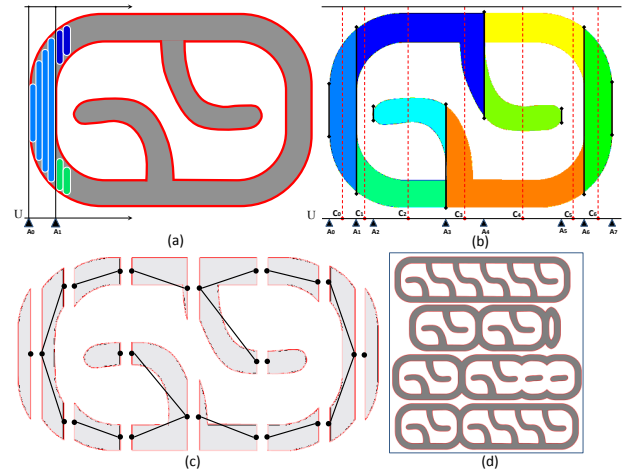 U
A₀ A₁
(a)
U
C₀ C₁ C₂ C₃ C₄ C₅ C₆
A₀ A₁ A₂ A₃ A₄ A₅ A₆ A₇
(b)
(c)
(d)